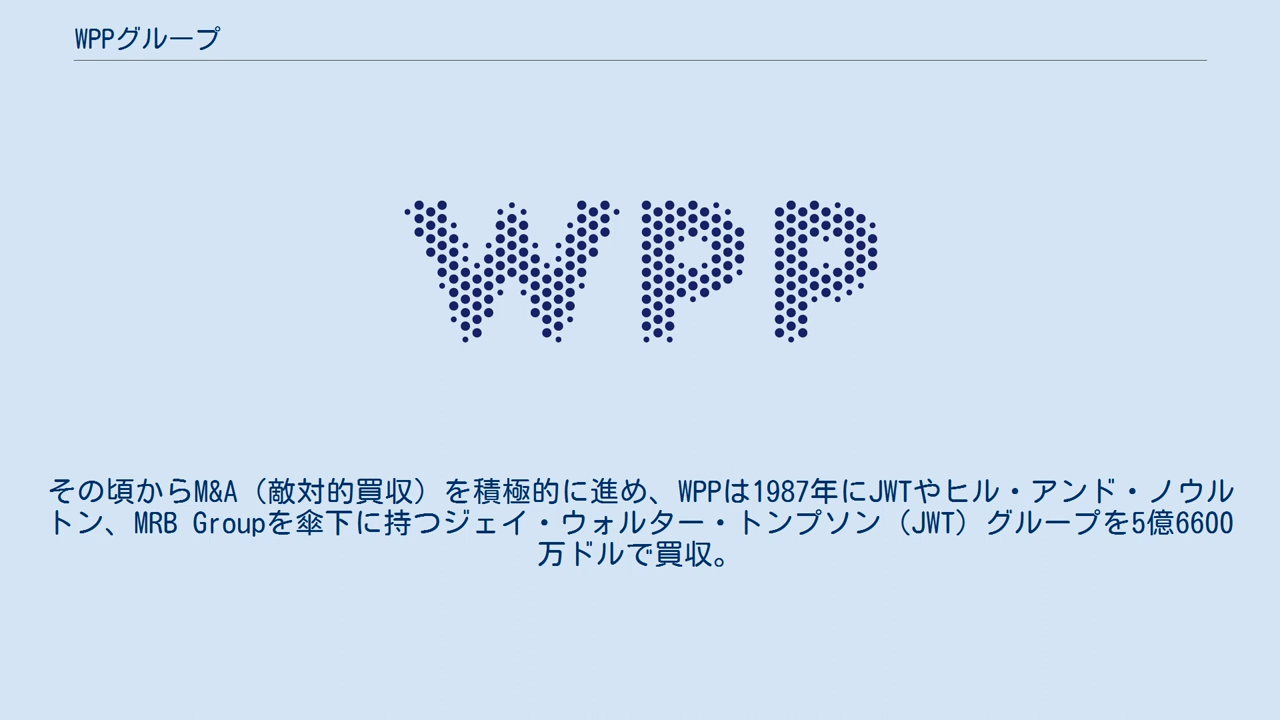 WPPグループ
WPP
その頃からM&A（敵対的買収）を積極的に進め、WPPは1987年にJWTやヒル・アンド・ノウル
トン、MRB Groupを傘下に持つジェイ・ウォルター・トンプソン（JWT）グループを5億6600
万ドルで買収。